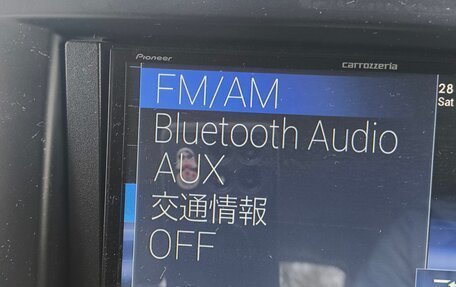 Pioneer
carrozzeria
FM/AM
28
Sat
Bluetooth Audio
AUX
交通情報
OFF